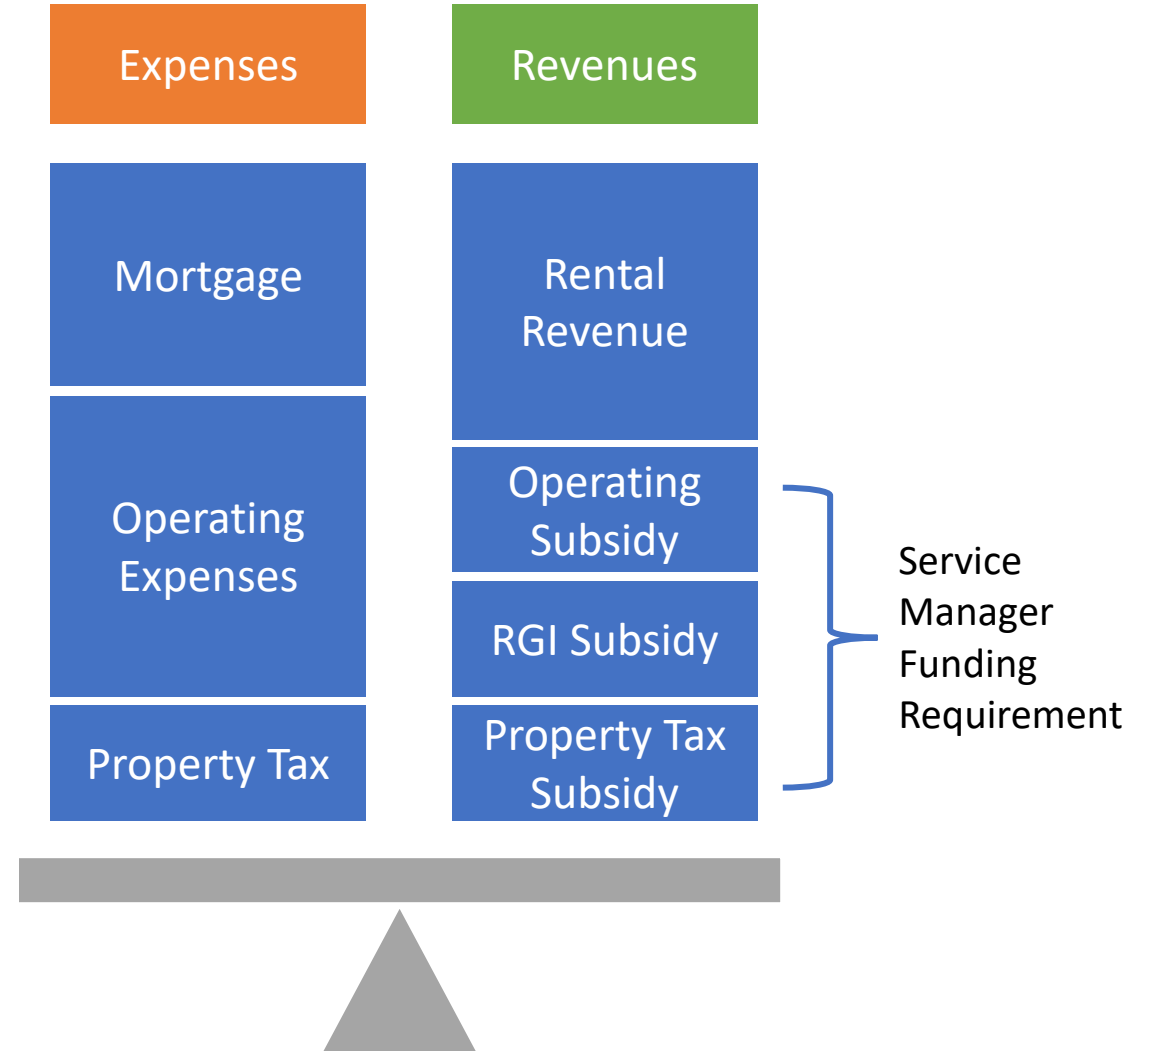 Expenses
Revenues
Mortgage
Operating
Expenses
Property Tax
Rental
Revenue
Operating
Subsidy
RGI Subsidy
Property Tax
Subsidy
Service
Manager
Funding
Requirement